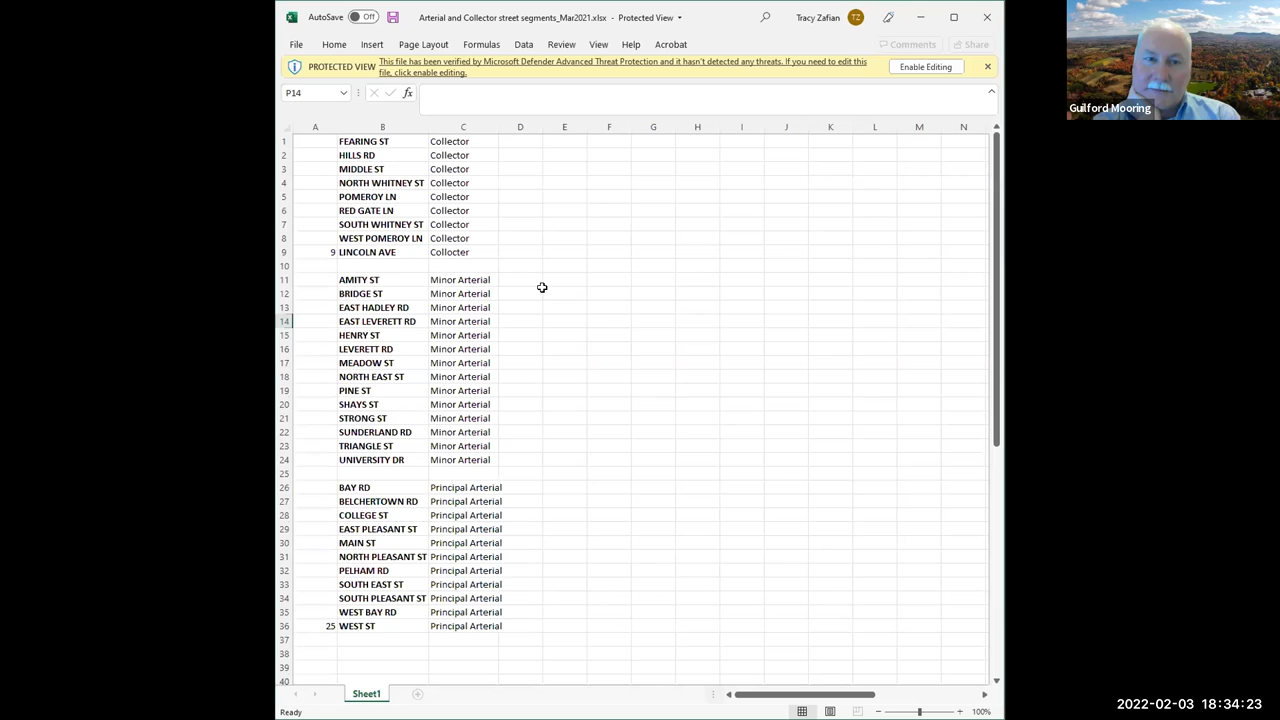 AutoSave Off Arterial and Collector street segments_Mar2021.xlsx - Protected View Tracy Zafian TZ
File Home Insert Page Layout Formulas Data Review View Help Acrobat Comments Share
PROTECTED VIEW This file has been verified by Microsoft Defender Advanced Threat Protection and it hasn't detected any threats. If you need to edit this
file, click enable editing. Enable Editing
P14 fx
A B C D E F G H I J K L M N
1 FEARING ST Collector
2 HILLS RD Collector
3 MIDDLE ST Collector
4 NORTH WHITNEY ST Collector
5 POMEROY LN Collector
6 RED GATE LN Collector
7 SOUTH WHITNEY ST Collector
8 WEST POMEROY LN Collector
9 9 LINCOLN AVE Collocter
10
11 AMITY ST Minor Arterial
12 BRIDGE ST Minor Arterial
13 EAST HADLEY RD Minor Arterial
14 EAST LEVERETT RD Minor Arterial
15 HENRY ST Minor Arterial
16 LEVERETT RD Minor Arterial
17 MEADOW ST Minor Arterial
18 NORTH EAST ST Minor Arterial
19 PINE ST Minor Arterial
20 SHAYS ST Minor Arterial
21 STRONG ST Minor Arterial
22 SUNDERLAND RD Minor Arterial
23 TRIANGLE ST Minor Arterial
24 UNIVERSITY DR Minor Arterial
25
26 BAY RD Principal Arterial
27 BELCHERTOWN RD Principal Arterial
28 COLLEGE ST Principal Arterial
29 EAST PLEASANT ST Principal Arterial
30 MAIN ST Principal Arterial
31 NORTH PLEASANT ST Principal Arterial
32 PELHAM RD Principal Arterial
33 SOUTH EAST ST Principal Arterial
34 SOUTH PLEASANT ST Principal Arterial
35 WEST BAY RD Principal Arterial
36 25 WEST ST Principal Arterial
37
38
39
40
Sheet1
Ready 100%
Guilford Mooring
2022-02-03 18:34:23